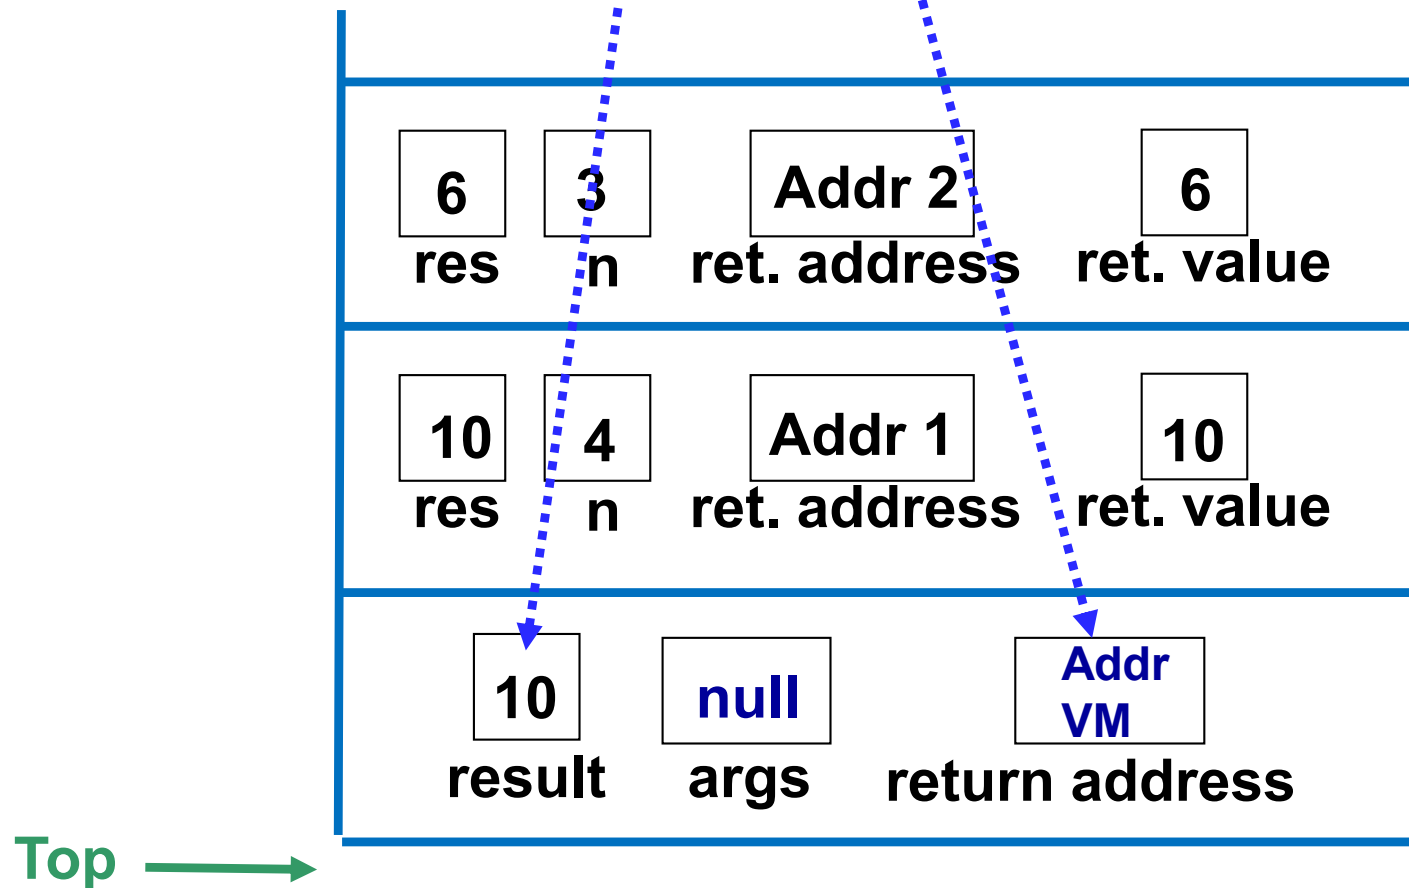 6 3 Addr 2 6
res n ret. address ret. value
10 4 Addr 1 10
res n ret. address ret. value
10 null Addr VM
result args return address
Top